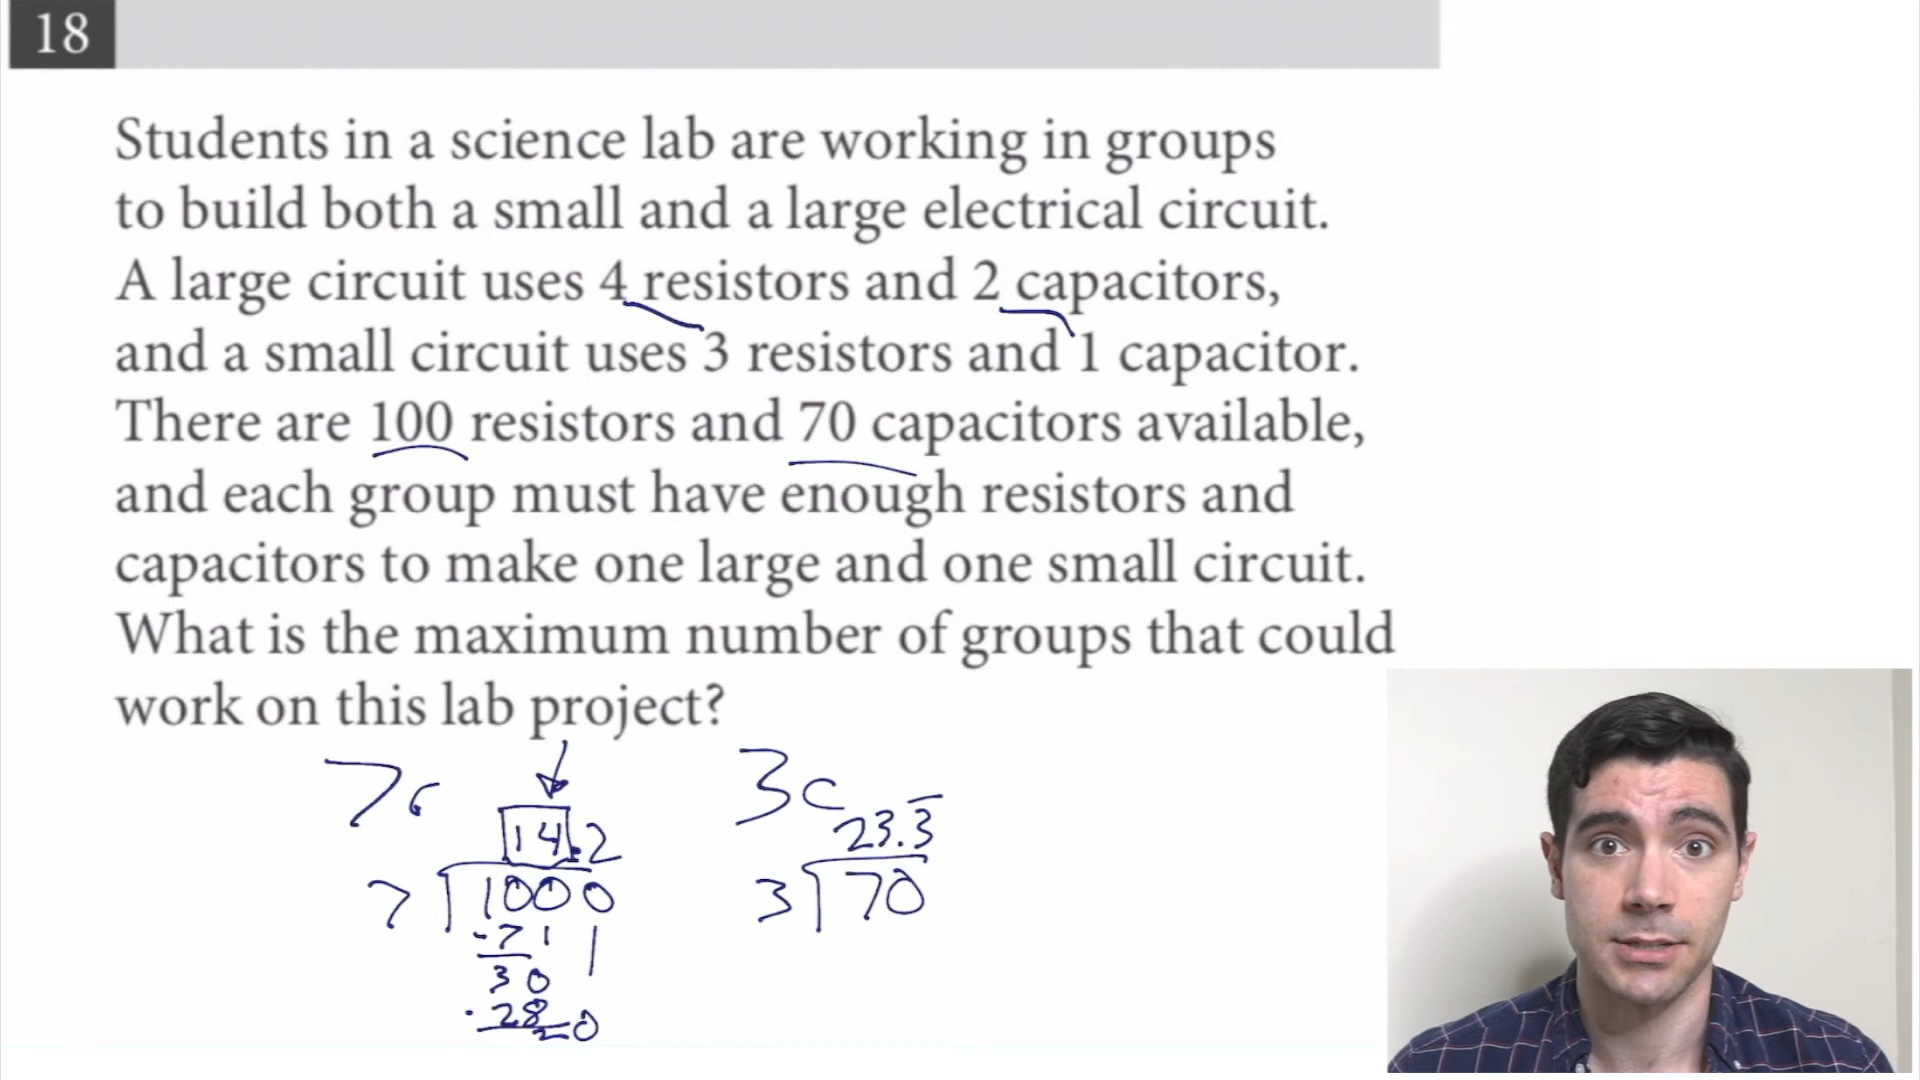 18
Students in a science lab are working in groups
to build both a small and a large electrical circuit.
A large circuit uses 4 resistors and 2 capacitors,
and a small circuit uses 3 resistors and 1 capacitor.
There are 100 resistors and 70 capacitors available,
and each group must have enough resistors and
capacitors to make one large and one small circuit.
What is the maximum number of groups that could
work on this lab project?
7r
14.2
7 1000
-7
30
28
20
3c
23.3
3 70